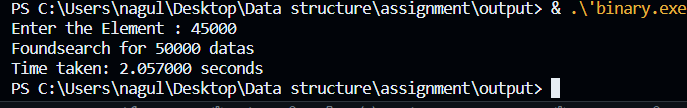 PS C:\Users\nagul\Desktop\Data structure\assignment\output> & .\'binary.exe
Enter the Element : 45000
Foundsearch for 50000 datas
Time taken: 2.057000 seconds
PS C:\Users\nagul\Desktop\Data structure\assignment\output>